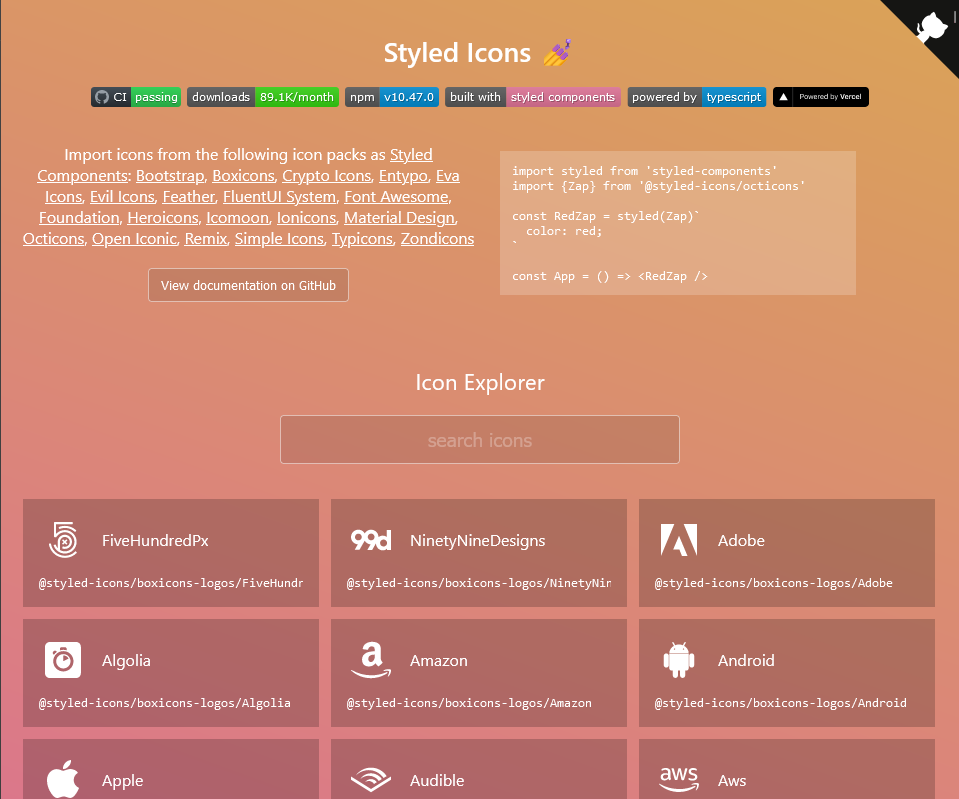 Styled Icons
CI passing downloads 89.1K/month npm v10.47.0 built with styled components powered by typescript Powered by Vercel
Import icons from the following icon packs as Styled
Components: Bootstrap, Boxicons, Crypto Icons, Entypo, Eva
Icons, Evil Icons, Feather, FluentUI System, Font Awesome,
Foundation, Heroicons, Icomoon, Ionicons, Material Design,
Octicons, Open Iconic, Remix, Simple Icons, Typicons, Zondicons
View documentation on GitHub
import styled from 'styled-components'
import {Zap} from '@styled-icons/octicons'
const RedZap = styled(Zap)`
color: red;
`
const App = () => <RedZap />
Icon Explorer
search icons
FiveHundredPx
@styled-icons/boxicons-logos/FiveHundr
99d NinetyNineDesigns
@styled-icons/boxicons-logos/NinetyNin
Adobe
@styled-icons/boxicons-logos/Adobe
Algolia
@styled-icons/boxicons-logos/Algolia
a Amazon
@styled-icons/boxicons-logos/Amazon
Android
@styled-icons/boxicons-logos/Android
Apple
Audible
aws Aws